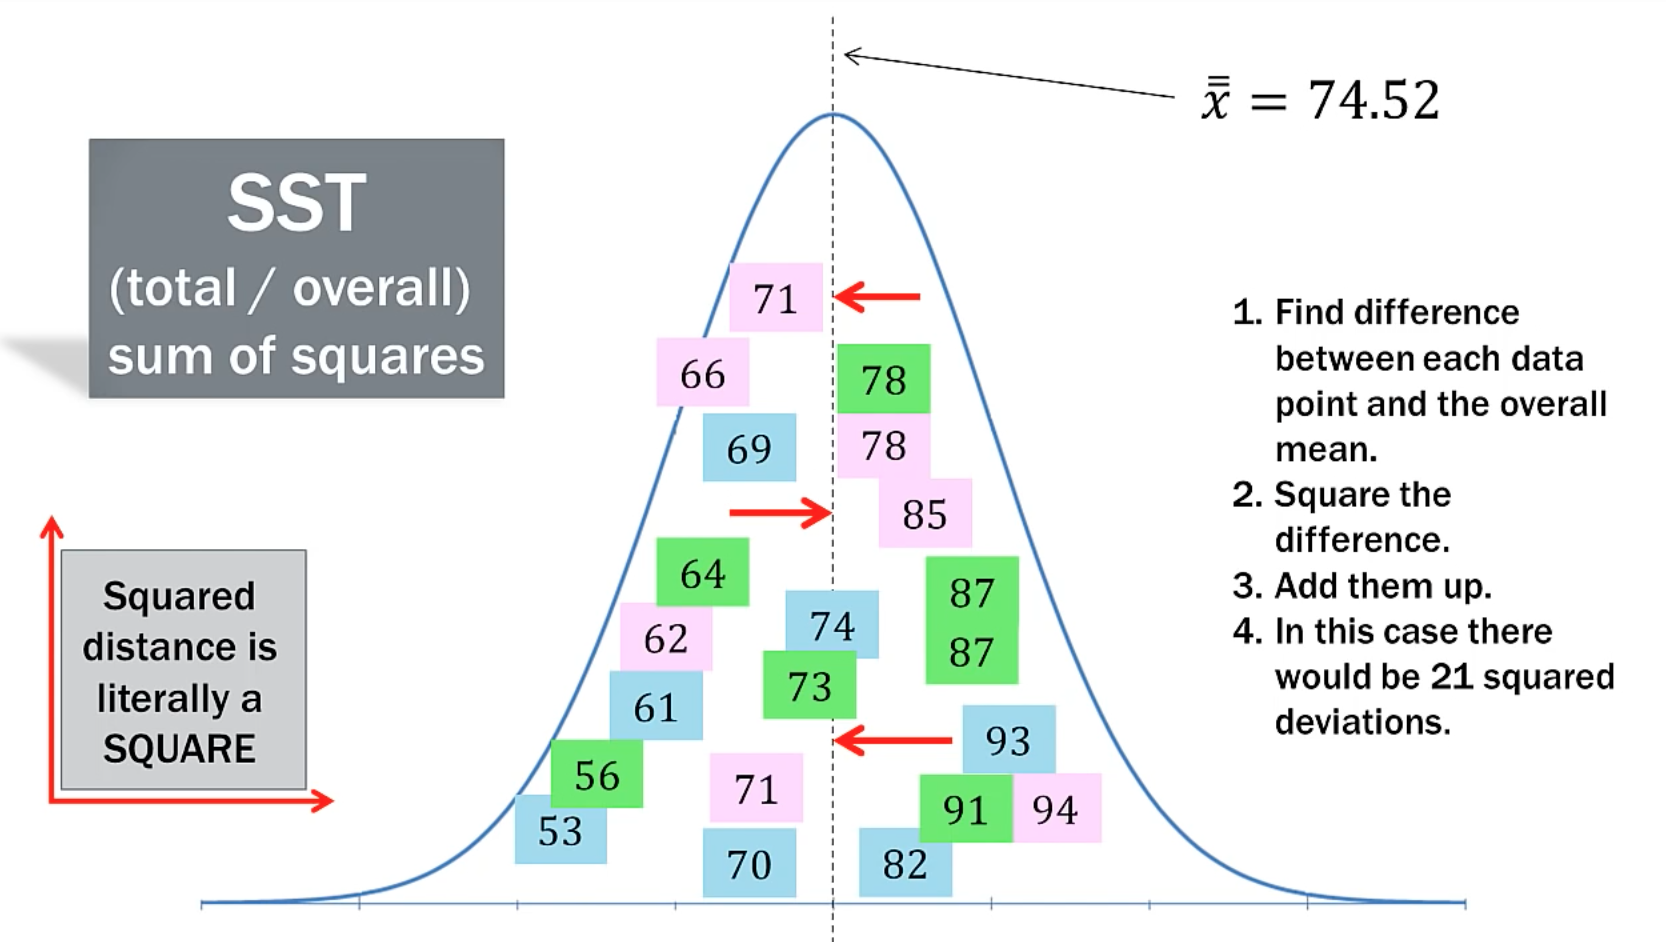 x̿ = 74.52
SST
(total / overall)
sum of squares
71
66
78
69
78
85
64
87
62
74
87
73
61
93
56
71
91
94
53
70
82
1. Find difference
between each data
point and the overall
mean.
2. Square the
difference.
3. Add them up.
4. In this case there
would be 21 squared
deviations.
Squared
distance is
literally a
SQUARE